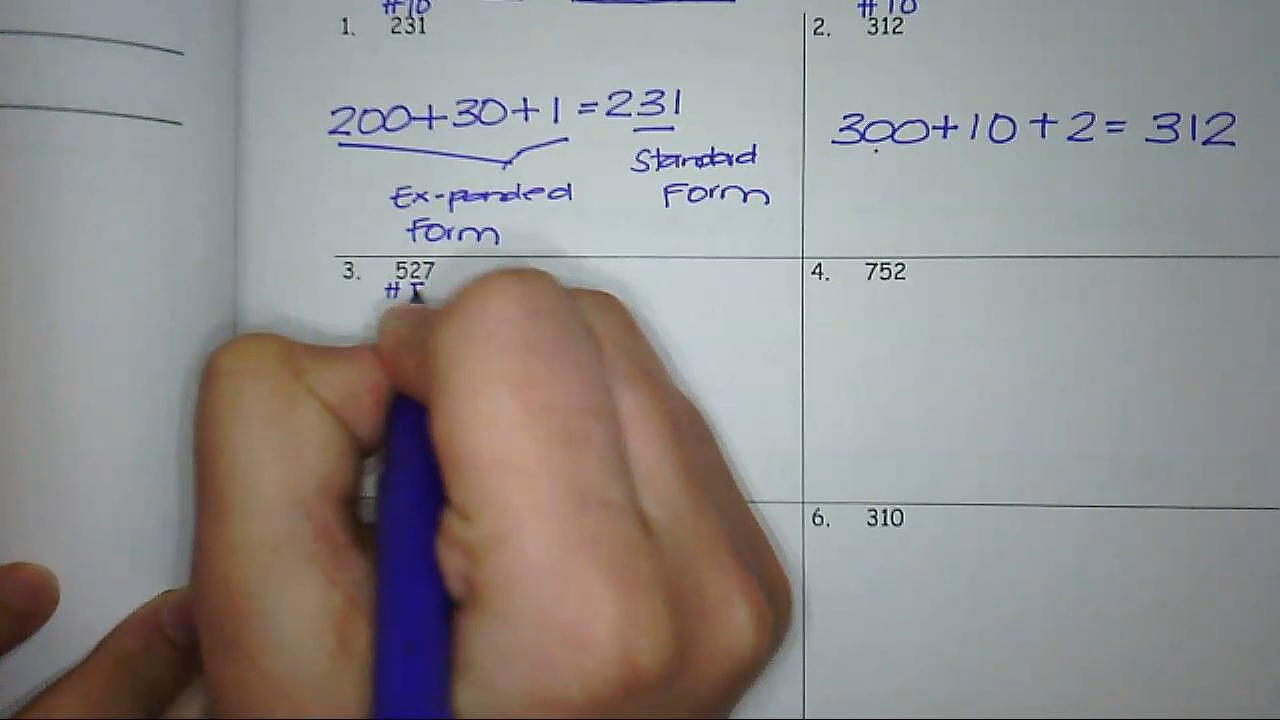 #10 #10
1. 231 2. 312
200+30+1=231
Standard
Form
Ex-panded
form
300+10+2=312
3. 527 4. 752
#
6. 310